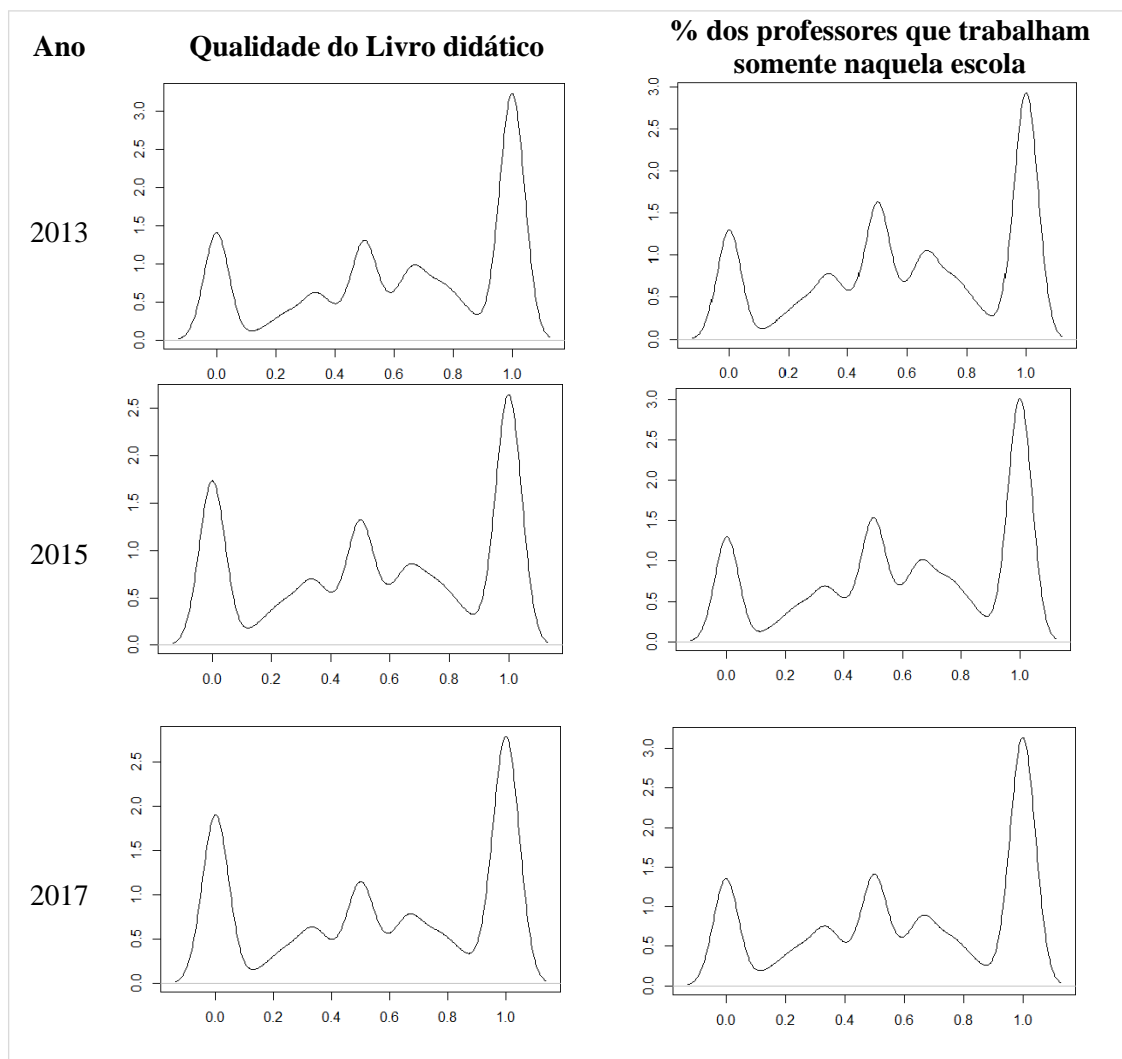 Ano
Qualidade do Livro didático
% dos professores que trabalham
somente naquela escola
2013
0.0 0.5 1.0 1.5 2.0 2.5 3.0
0.0 0.2 0.4 0.6 0.8 1.0
0.0 0.5 1.0 1.5 2.0 2.5 3.0
0.0 0.2 0.4 0.6 0.8 1.0
2015
0.0 0.5 1.0 1.5 2.0 2.5
0.0 0.2 0.4 0.6 0.8 1.0
0.0 0.5 1.0 1.5 2.0 2.5 3.0
0.0 0.2 0.4 0.6 0.8 1.0
2017
0.0 0.5 1.0 1.5 2.0 2.5
0.0 0.2 0.4 0.6 0.8 1.0
0.0 0.5 1.0 1.5 2.0 2.5 3.0
0.0 0.2 0.4 0.6 0.8 1.0